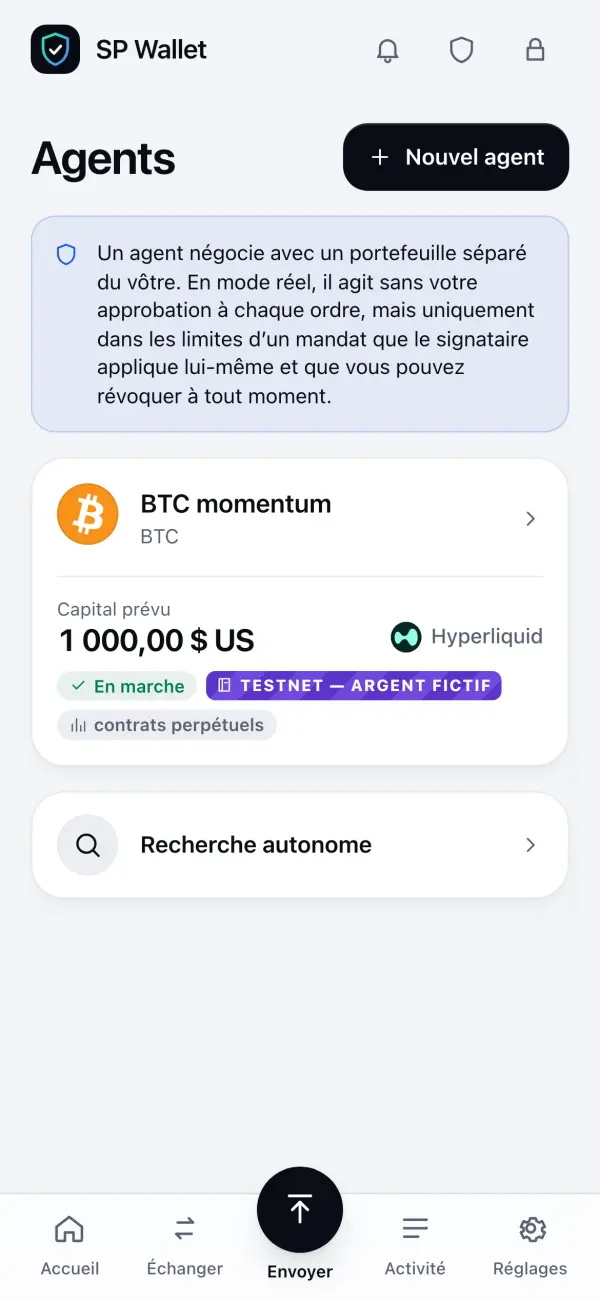 SP Wallet
Agents
Nouvel agent
Un agent négocie avec un portefeuille séparé
du vôtre. En mode réel, il agit sans votre
approbation à chaque ordre, mais uniquement
dans les limites d’un mandat que le signataire
applique lui-même et que vous pouvez
révoquer à tout moment.
BTC momentum
BTC
Capital prévu
1 000,00 $ US
Hyperliquid
En marche
TESTNET — ARGENT FICTIF
contrats perpétuels
Recherche autonome
Accueil
Échanger
Envoyer
Activité
Réglages